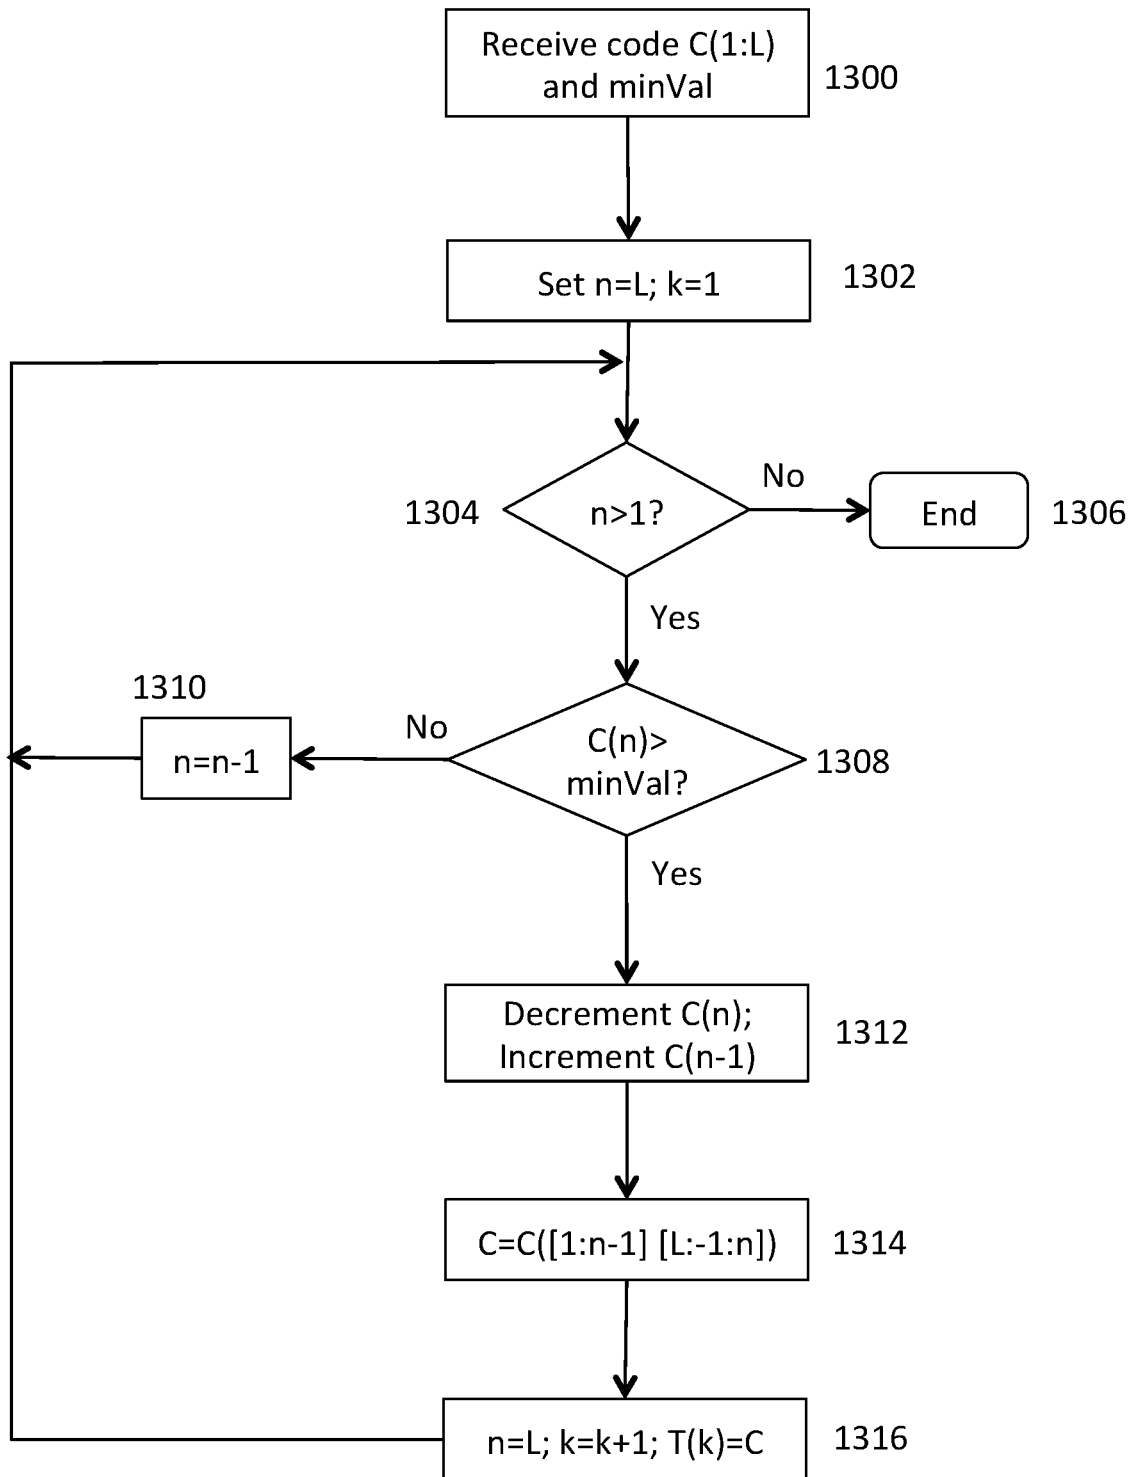 Receive code C(1:L)
and minVal
1300
Set n=L; k=1
1302
1304
n>1?
No
End
1306
Yes
1310
n=n-1
No
C(n)>
minVal?
1308
Yes
Decrement C(n);
Increment C(n-1)
1312
C=C([1:n-1] [L:-1:n])
1314
n=L; k=k+1; T(k)=C
1316